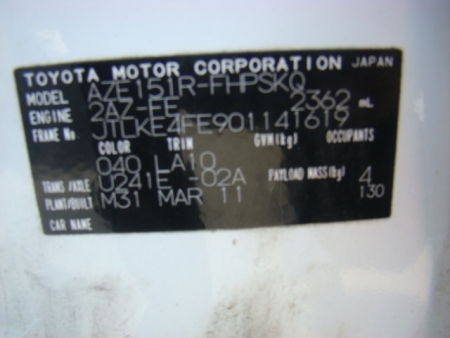 TOYOTA MOTOR CORPORATION JAPAN
MODEL AZE151R-FHPSKQ
ENGINE 2AZ-FE 2362 mL
FRAME No. JTLKE4FE901141619
COLOR TRIM GVM(kg) OCCUPANTS
040 LA10 4
TRANS/AXLE U241E -02A PAYLOAD MASS(kg) 130
PLANT/BUILT M31 MAR 11
CAR NAME